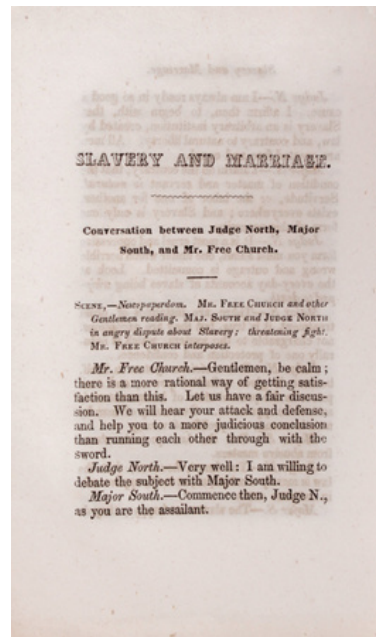 SLAVERY AND MARRIAGE.
Conversation between Judge North, Major
South, and Mr. Free Church.
SCENE,—Newspaperdom. MR. FREE CHURCH and other
Gentlemen reading. MAJ. SOUTH and JUDGE NORTH
in angry dispute about Slavery; threatening fight.
MR. FREE CHURCH interposes.
Mr. Free Church.—Gentlemen, be calm;
there is a more rational way of getting satis-
faction than this. Let us have a fair discus-
sion. We will hear your attack and defense,
and help you to a more judicious conclusion
than running each other through with the
sword.
Judge North.—Very well: I am willing to
debate the subject with Major South.
Major South.—Commence then, Judge N.,
as you are the assailant.